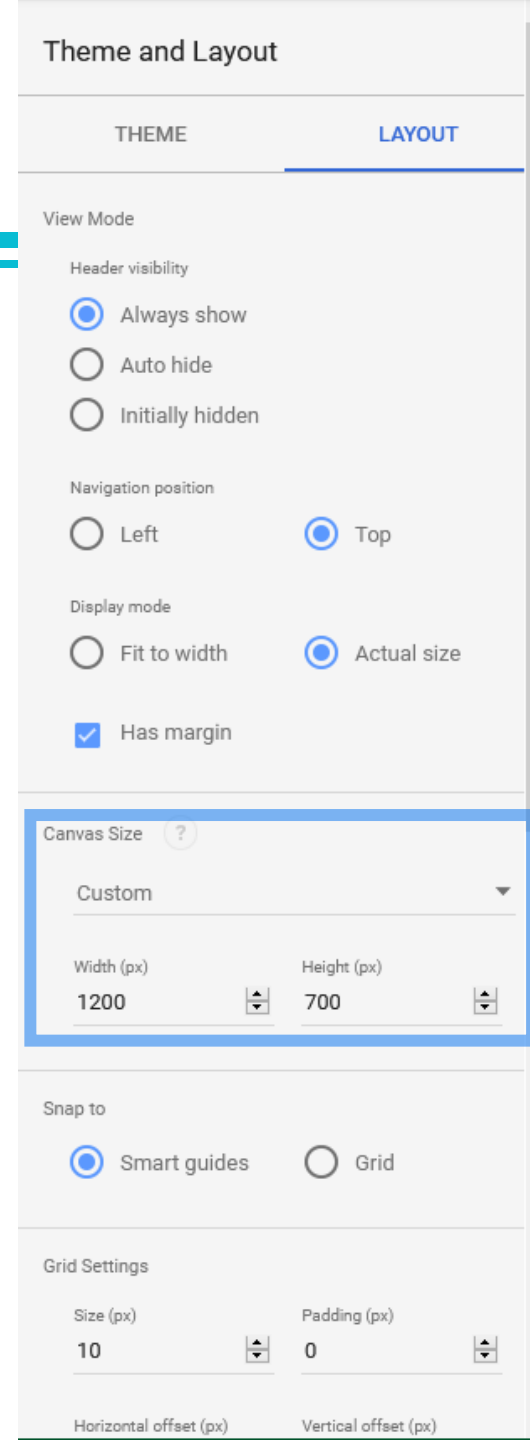 Theme and Layout
THEME LAYOUT
View Mode
Header visibility
Always show
Auto hide
Initially hidden
Navigation position
Left Top
Display mode
Fit to width Actual size
Has margin
Canvas Size ?
Custom
Width (px) Height (px)
1200 700
Snap to
Smart guides Grid
Grid Settings
Size (px) Padding (px)
10 0
Horizontal offset (px) Vertical offset (px)